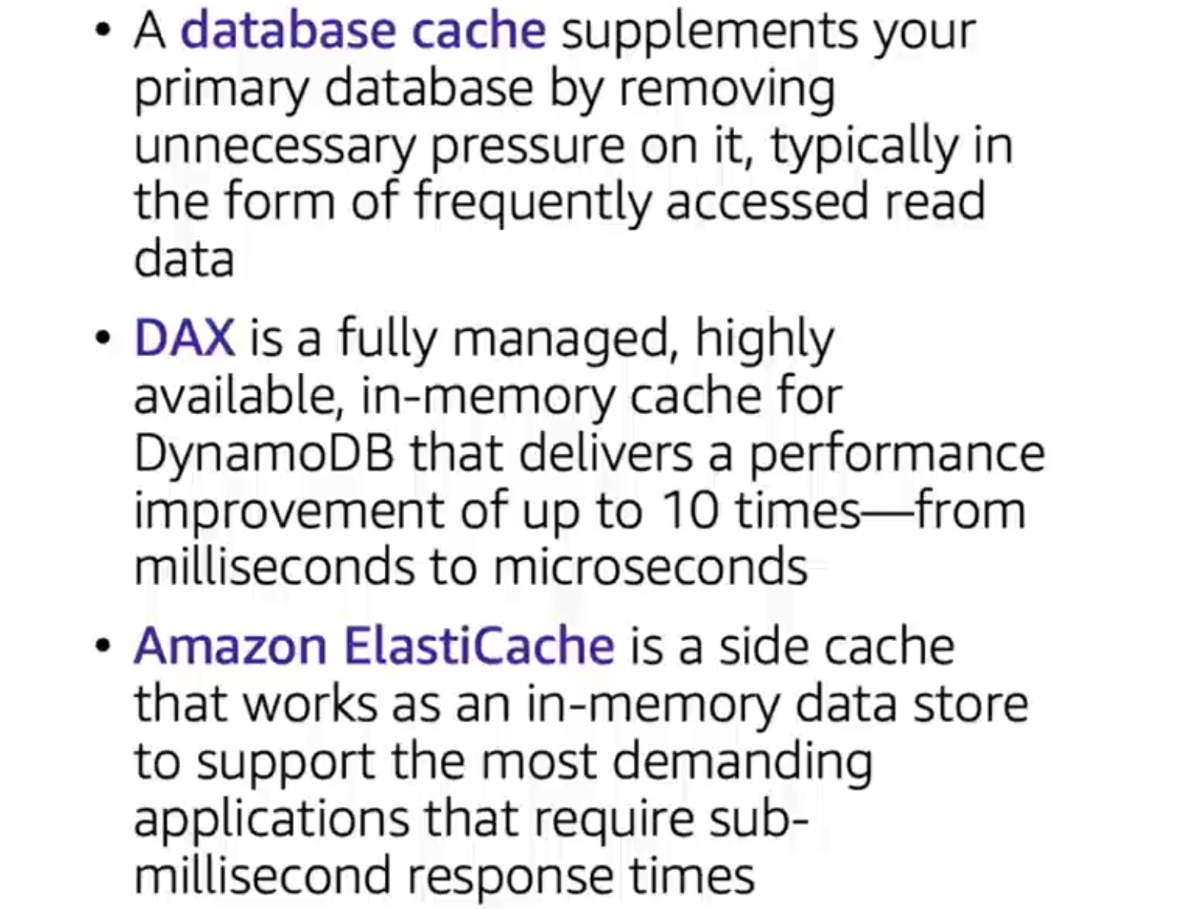 • A database cache supplements your
primary database by removing
unnecessary pressure on it, typically in
the form of frequently accessed read
data
• DAX is a fully managed, highly
available, in-memory cache for
DynamoDB that delivers a performance
improvement of up to 10 times—from
milliseconds to microseconds
• Amazon ElastiCache is a side cache
that works as an in-memory data store
to support the most demanding
applications that require sub-
millisecond response times